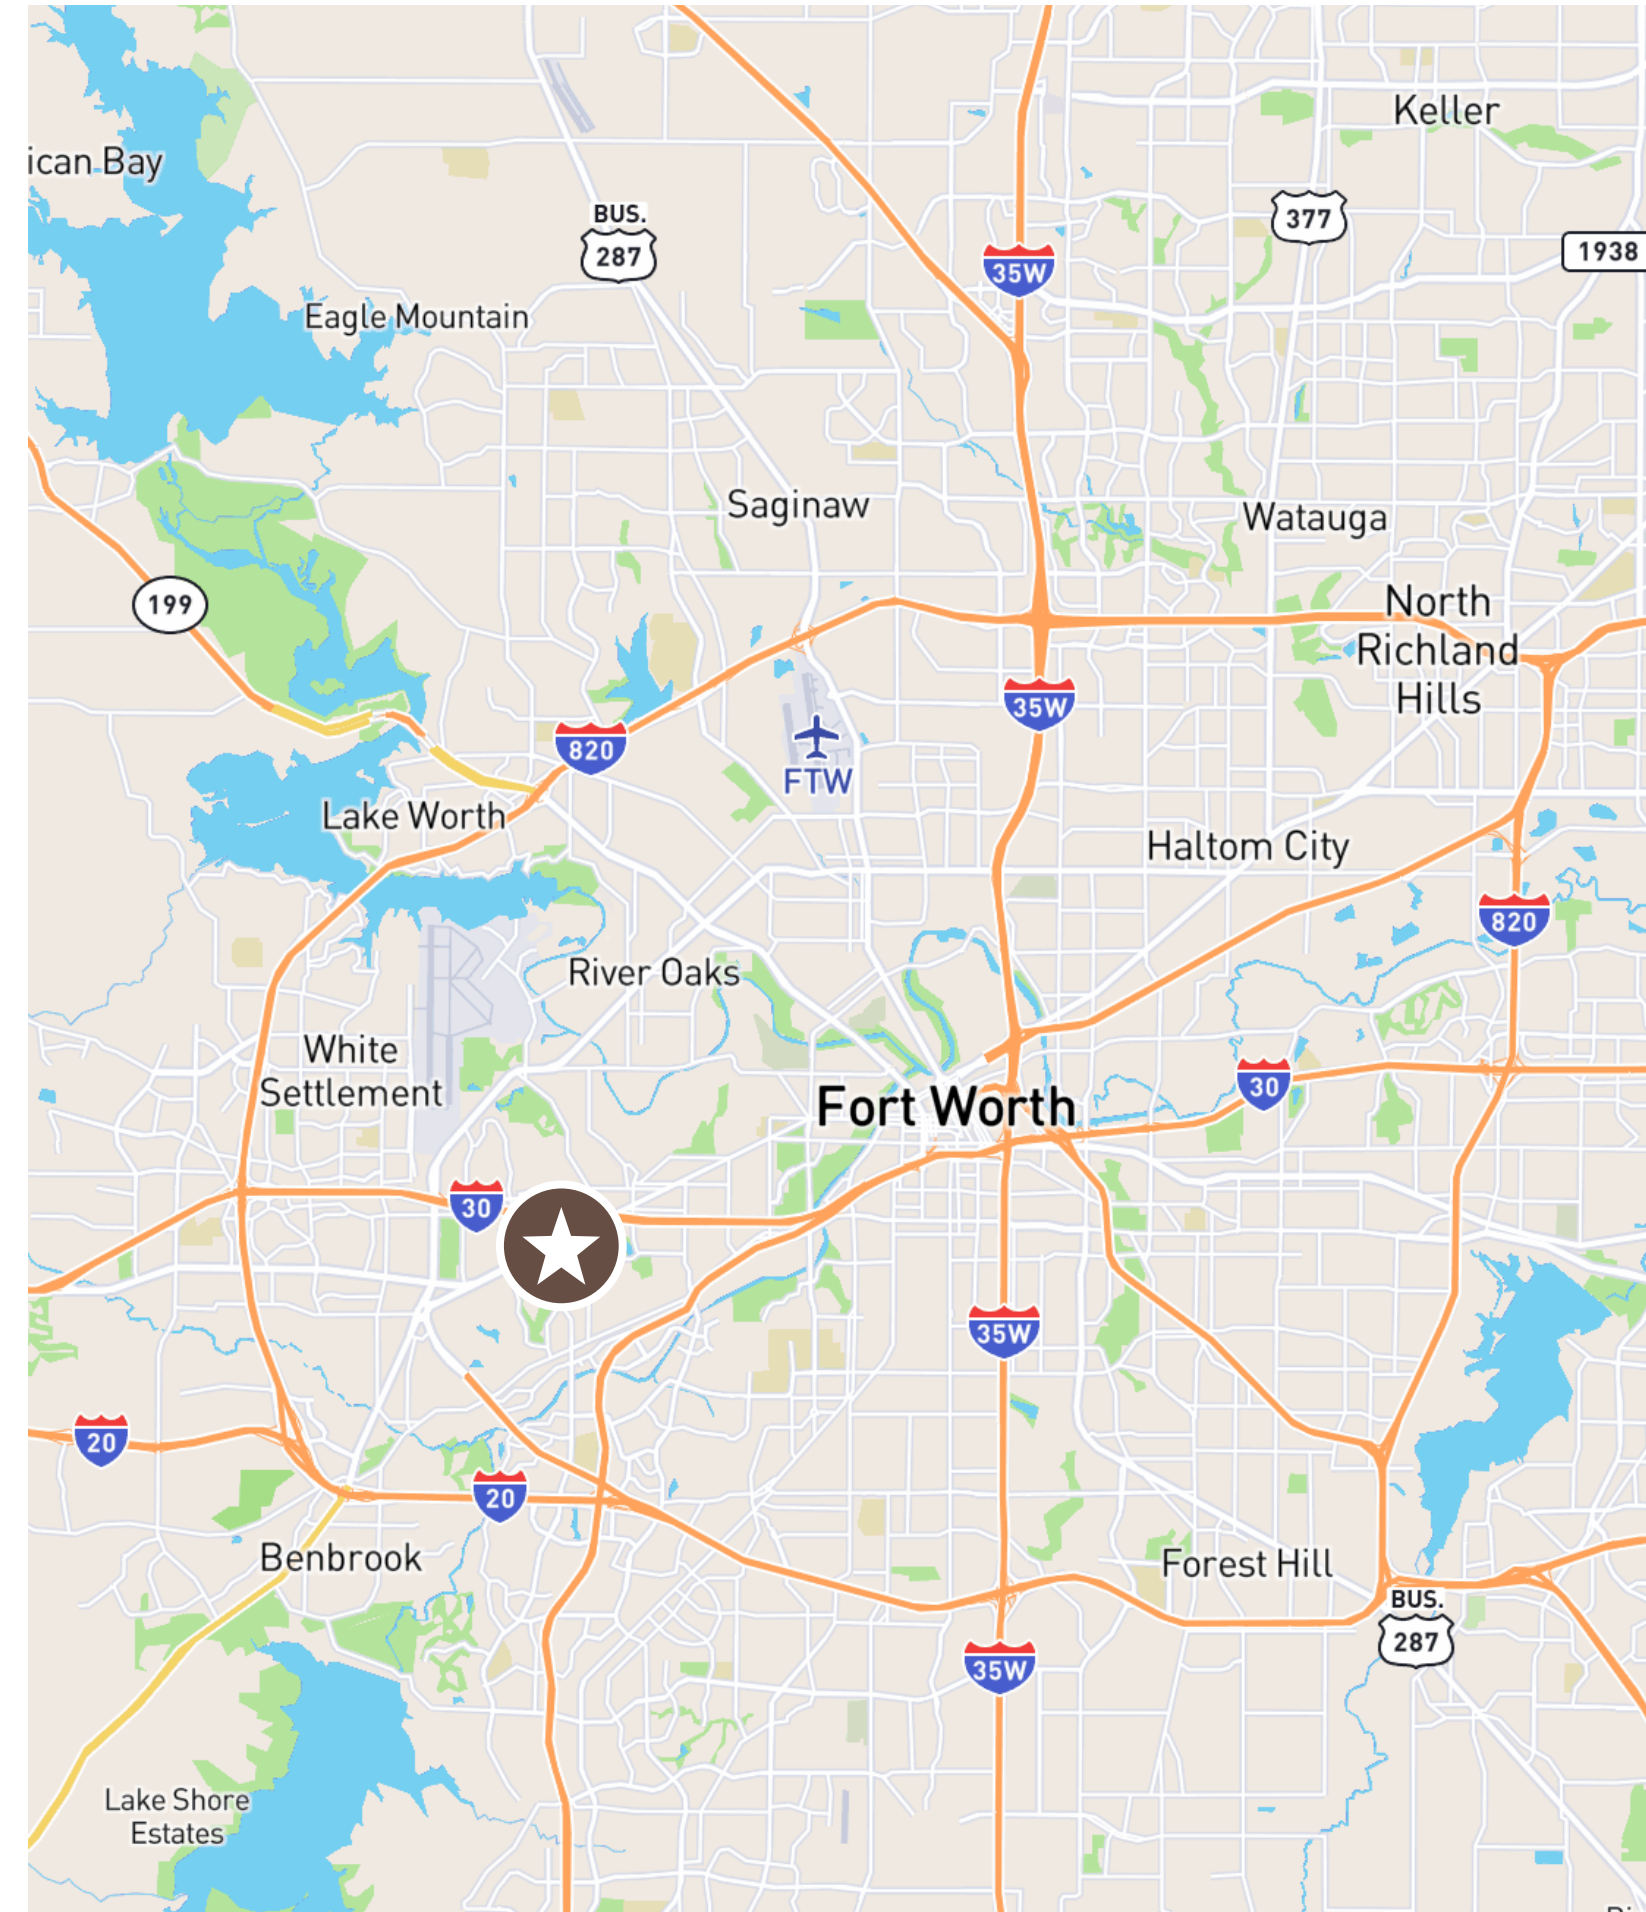 Keller
ican Bay
BUS.
287
377
1938
35W
Eagle Mountain
Saginaw
Watauga
199
North
Richland
Hills
35W
820
FTW
Lake Worth
Haltom City
820
River Oaks
White
Settlement
30
Fort Worth
30
35W
20
20
Benbrook
Forest Hill
BUS.
287
35W
Lake Shore
Estates